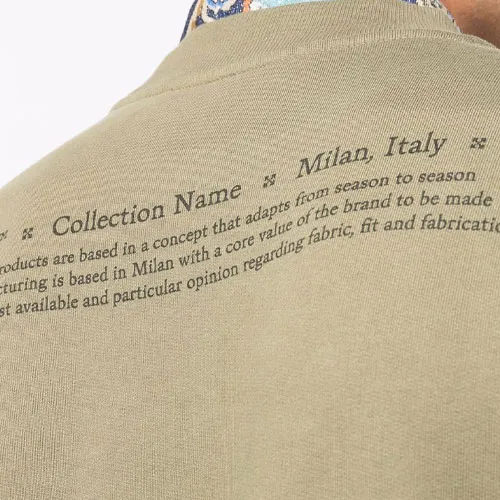 Collection Name Milan, Italy
roducts are based in a concept that adapts from season to season
cturing is based in Milan with a core value of the brand to be made
st available and particular opinion regarding fabric, fit and fabricatio